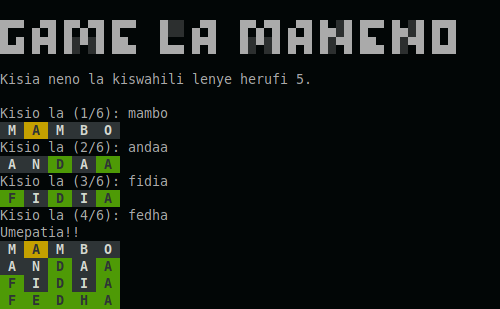 GAME LA MANENO
Kisia neno la kiswahili lenye herufi 5.
Kisio la (1/6): mambo
M A M B O
Kisio la (2/6): andaa
A N D A A
Kisio la (3/6): fidia
F I D I A
Kisio la (4/6): fedha
Umepatia!!
M A M B O
A N D A A
F I D I A
F E D H A